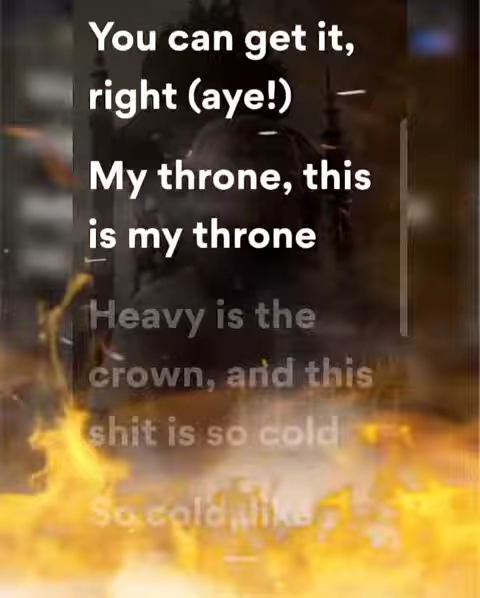 You can get it,
right (aye!)
My throne, this
is my throne
Heavy is the
crown, and this
shit is so cold
So cold, like